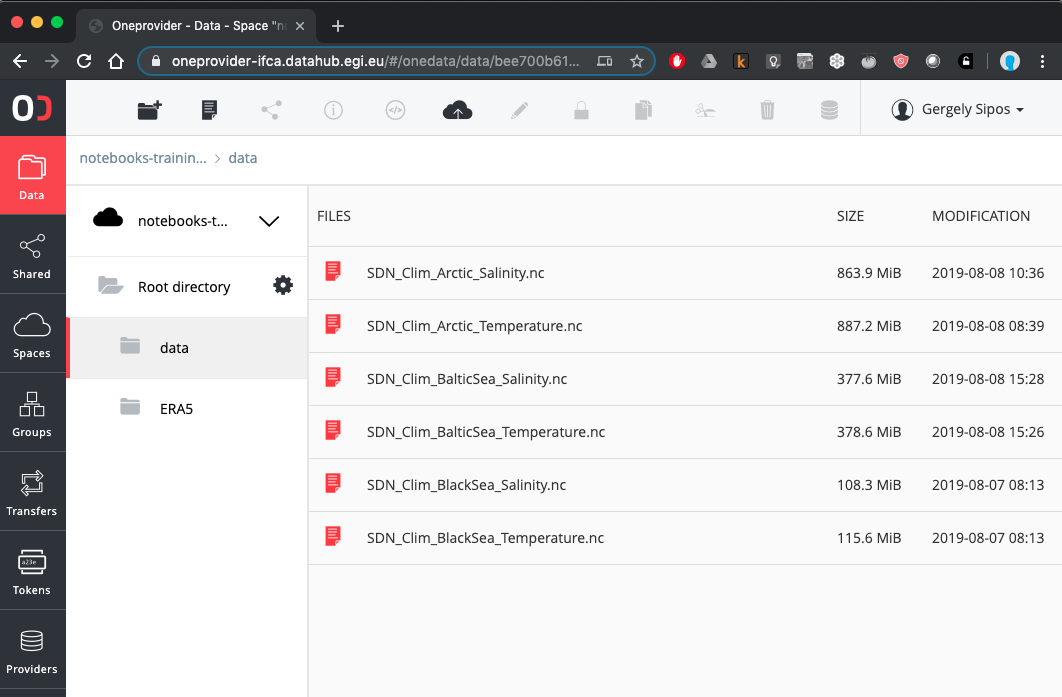 Oneprovider - Data - Space "no
oneprovider-ifca.datahub.egi.eu/#/onedata/data/bee700b61...
Gergely Sipos
notebooks-trainin... > data
Data
Shared
Spaces
Groups
Transfers
a23e
Tokens
Providers
notebooks-t...
Root directory
data
ERA5
FILES SIZE MODIFICATION
SDN_Clim_Arctic_Salinity.nc 863.9 MiB 2019-08-08 10:36
SDN_Clim_Arctic_Temperature.nc 887.2 MiB 2019-08-08 08:39
SDN_Clim_BalticSea_Salinity.nc 377.6 MiB 2019-08-08 15:28
SDN_Clim_BalticSea_Temperature.nc 378.6 MiB 2019-08-08 15:26
SDN_Clim_BlackSea_Salinity.nc 108.3 MiB 2019-08-07 08:13
SDN_Clim_BlackSea_Temperature.nc 115.6 MiB 2019-08-07 08:13